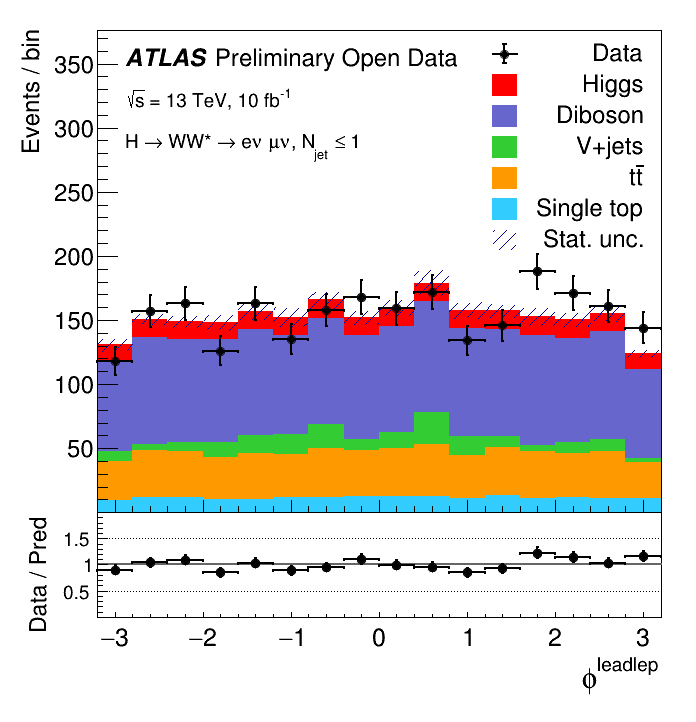 Events / bin
350
300
250
200
150
100
50
ATLAS Preliminary Open Data
√s = 13 TeV, 10 fb⁻¹
H → WW* → eν μν, N_jet ≤ 1
Data
Higgs
Diboson
V+jets
tt̄
Single top
Stat. unc.
Data / Pred
1.5
1
0.5
−3 −2 −1 0 1 2 3
ϕ^leadlep